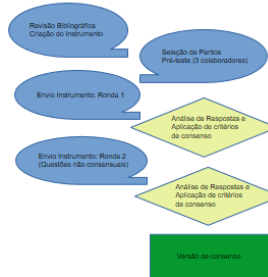 Revisão Bibliográfica
Criação do Instrumento
Seleção de Peritos
Pré-teste (3 colaboradores)
Envio Instrumento: Ronda 1
Análise de Respostas e
Aplicação de critérios
de consenso
Envio Instrumento: Ronda 2
(Questões não consensuais)
Análise de Respostas e
Aplicação de critérios
de consenso
Versão de consenso